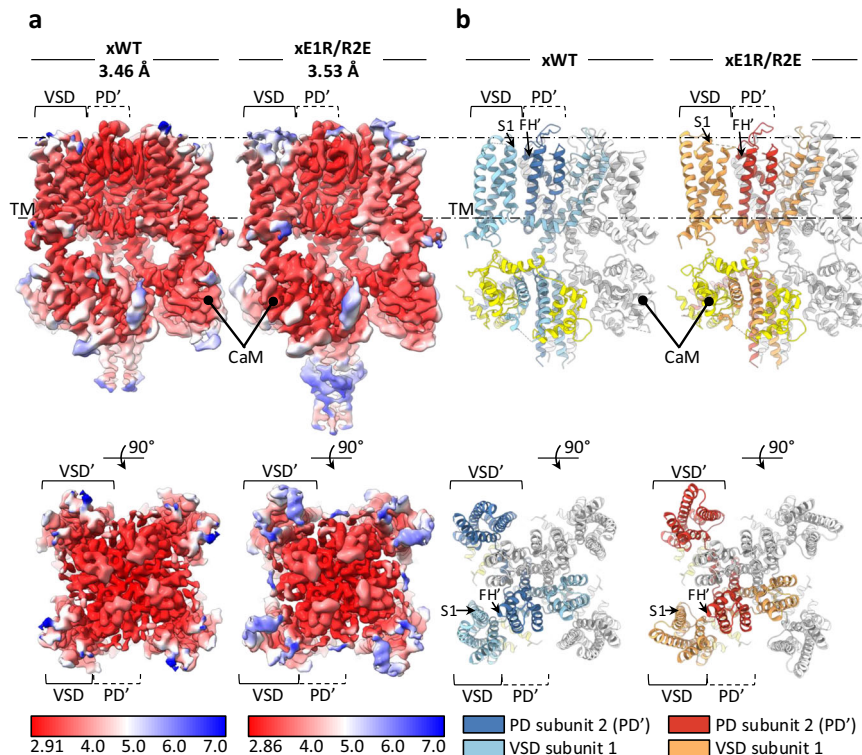 a
b
xWT
3.46 Å
xE1R/R2E
3.53 Å
xWT
xE1R/R2E
VSD
PD'
VSD
PD'
VSD
PD'
VSD
PD'
S1
FH'
S1
FH'
TM
TM
CaM
CaM
90°
90°
90°
90°
VSD'
VSD'
VSD'
VSD'
S1
FH'
S1
FH'
VSD
PD'
VSD
PD'
VSD
PD'
VSD
PD'
2.91 4.0 5.0 6.0 7.0
2.86 4.0 5.0 6.0 7.0
PD subunit 2 (PD')
VSD subunit 1
PD subunit 2 (PD')
VSD subunit 1